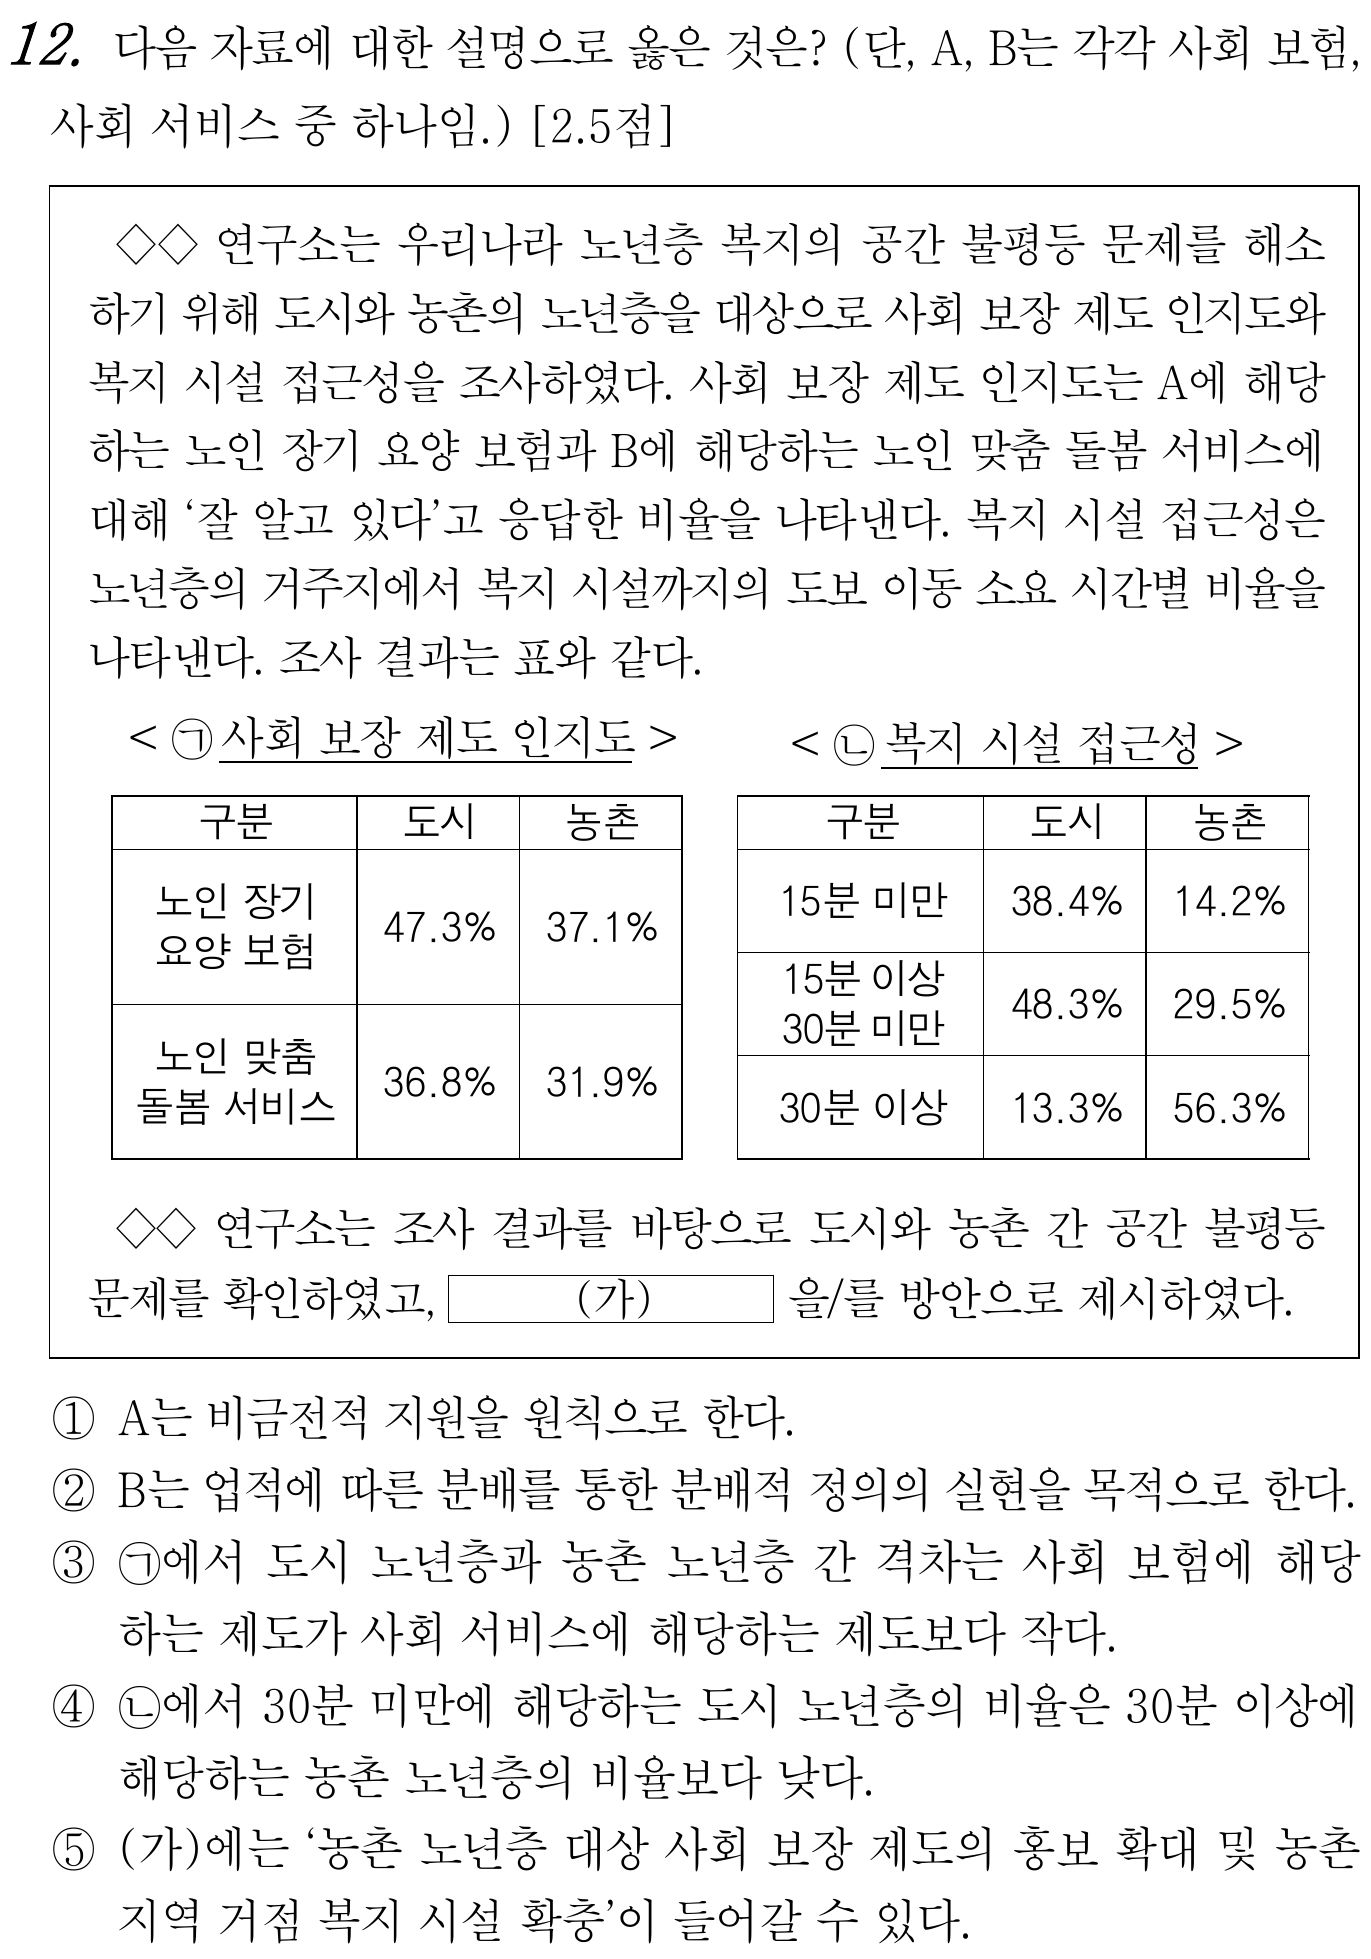 12. 다음 자료에 대한 설명으로 옳은 것은? (단, A, B는 각각 사회 보험,
사회 서비스 중 하나임.) [2.5점]
◇◇ 연구소는 우리나라 노년층 복지의 공간 불평등 문제를 해소
하기 위해 도시와 농촌의 노년층을 대상으로 사회 보장 제도 인지도와
복지 시설 접근성을 조사하였다. 사회 보장 제도 인지도는 A에 해당
하는 노인 장기 요양 보험과 B에 해당하는 노인 맞춤 돌봄 서비스에
대해 ‘잘 알고 있다’고 응답한 비율을 나타낸다. 복지 시설 접근성은
노년층의 거주지에서 복지 시설까지의 도보 이동 소요 시간별 비율을
나타낸다. 조사 결과는 표와 같다.
< ㉠ 사회 보장 제도 인지도 >
구분 도시 농촌
노인 장기
요양 보험 47.3% 37.1%
노인 맞춤
돌봄 서비스 36.8% 31.9%
< ㉡ 복지 시설 접근성 >
구분 도시 농촌
15분 미만 38.4% 14.2%
15분 이상
30분 미만 48.3% 29.5%
30분 이상 13.3% 56.3%
◇◇ 연구소는 조사 결과를 바탕으로 도시와 농촌 간 공간 불평등
문제를 확인하였고, (가) 을/를 방안으로 제시하였다.
① A는 비금전적 지원을 원칙으로 한다.
② B는 업적에 따른 분배를 통한 분배적 정의의 실현을 목적으로 한다.
③ ㉠에서 도시 노년층과 농촌 노년층 간 격차는 사회 보험에 해당
하는 제도가 사회 서비스에 해당하는 제도보다 작다.
④ ㉡에서 30분 미만에 해당하는 도시 노년층의 비율은 30분 이상에
해당하는 농촌 노년층의 비율보다 낮다.
⑤ (가)에는 ‘농촌 노년층 대상 사회 보장 제도의 홍보 확대 및 농촌
지역 거점 복지 시설 확충’이 들어갈 수 있다.